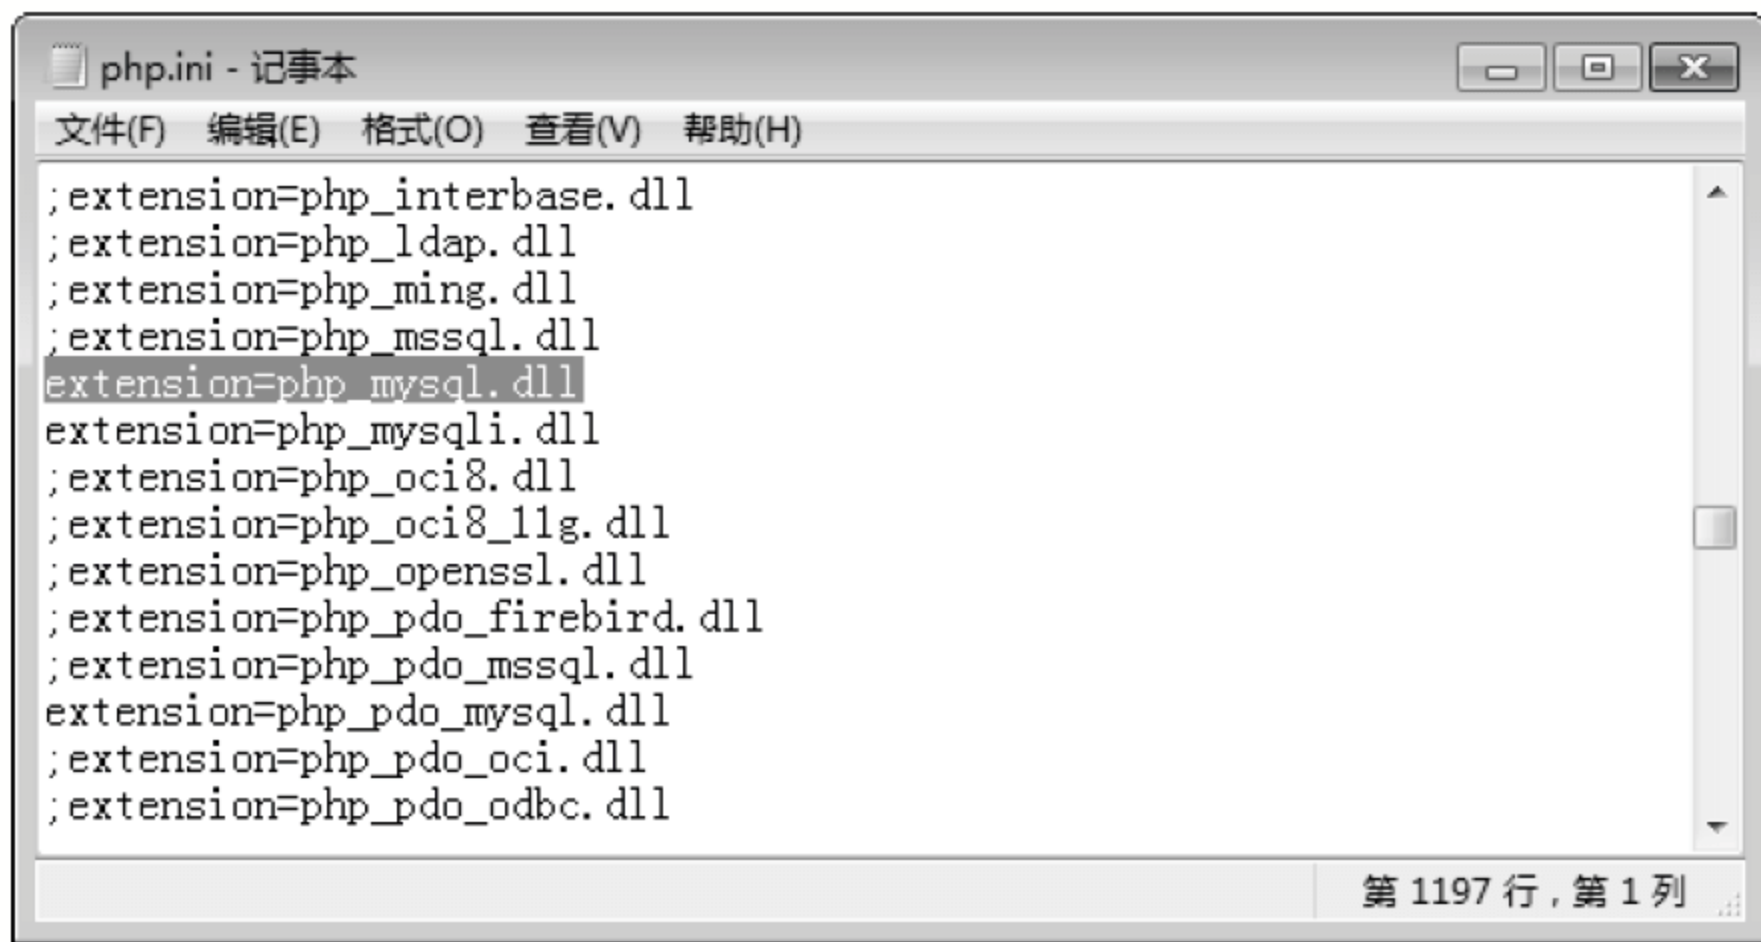 php.ini - 记事本
文件(F) 编辑(E) 格式(O) 查看(V) 帮助(H)
;extension=php_interbase.dll
;extension=php_ldap.dll
;extension=php_ming.dll
;extension=php_mssql.dll
extension=php_mysql.dll
extension=php_mysqli.dll
;extension=php_oci8.dll
;extension=php_oci8_11g.dll
;extension=php_openssl.dll
;extension=php_pdo_firebird.dll
;extension=php_pdo_mssql.dll
extension=php_pdo_mysql.dll
;extension=php_pdo_oci.dll
;extension=php_pdo_odbc.dll
第 1197 行，第 1 列